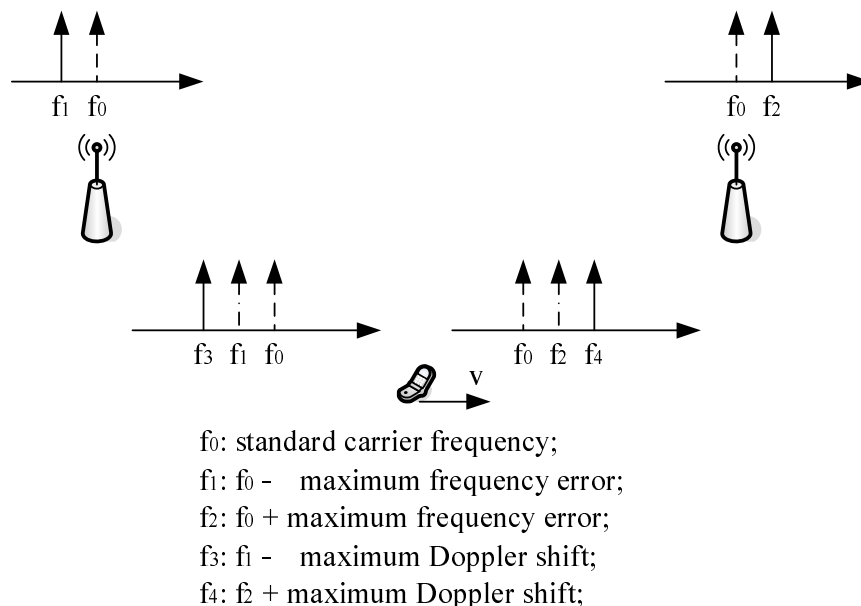 f₁ f₀
f₀ f₂
f₃ f₁ f₀
f₀ f₂ f₄
v
f₀: standard carrier frequency;
f₁: f₀ - maximum frequency error;
f₂: f₀ + maximum frequency error;
f₃: f₁ - maximum Doppler shift;
f₄: f₂ + maximum Doppler shift;